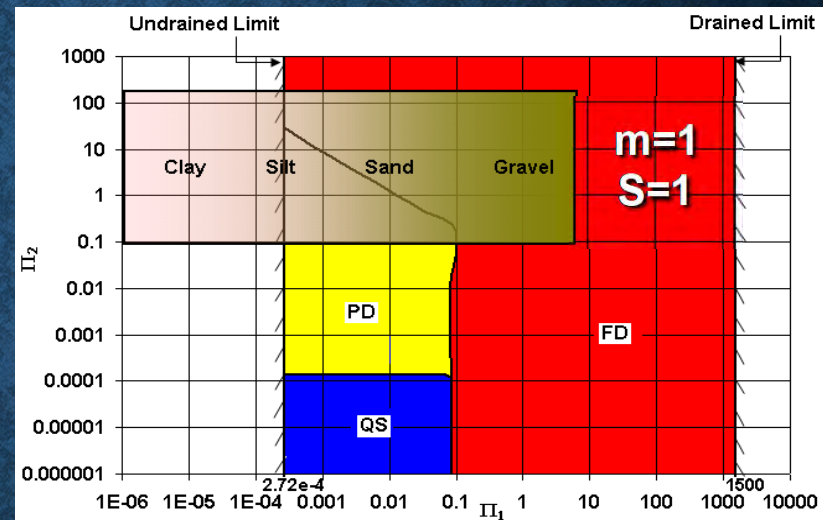 Undrained Limit
Drained Limit
1000
100
10
1
0.1
0.01
0.001
0.0001
0.00001
0.000001
Π2
Clay
Silt
Sand
Gravel
m=1
S=1
PD
FD
QS
2.72e-4
1500
1E-06
1E-05
1E-04
0.001
0.01
0.1
1
10
100
1000
10000
Π1